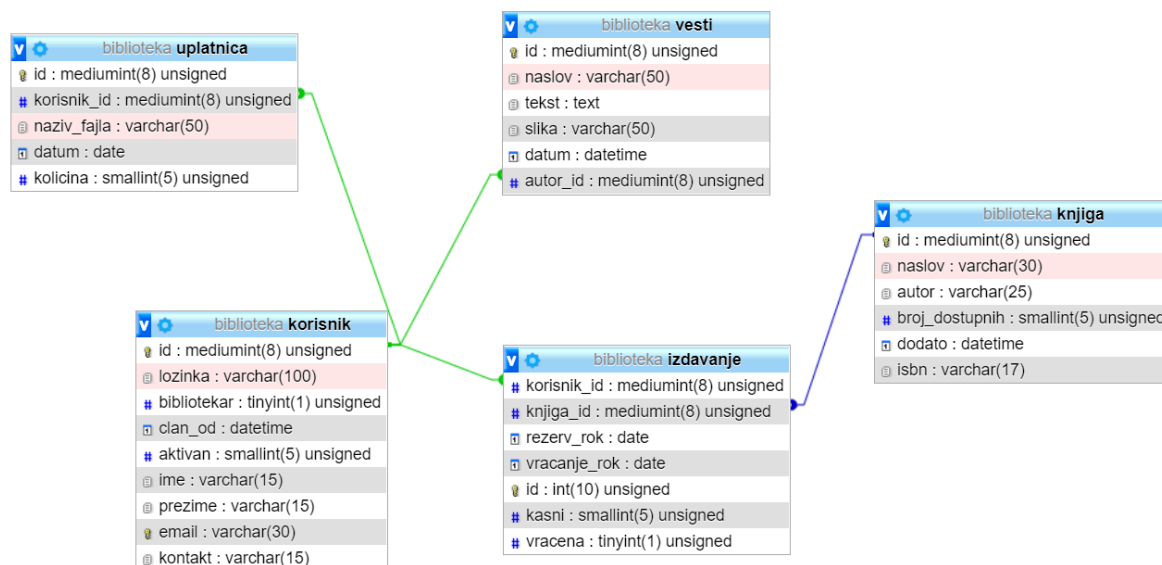 biblioteka uplatnica
id : mediumint(8) unsigned
korisnik_id : mediumint(8) unsigned
naziv_fajla : varchar(50)
datum : date
kolicina : smallint(5) unsigned
biblioteka vesti
id : mediumint(8) unsigned
naslov : varchar(50)
tekst : text
slika : varchar(50)
datum : datetime
autor_id : mediumint(8) unsigned
biblioteka knjiga
id : mediumint(8) unsigned
naslov : varchar(30)
autor : varchar(25)
broj_dostupnih : smallint(5) unsigned
dodato : datetime
isbn : varchar(17)
biblioteka korisnik
id : mediumint(8) unsigned
lozinka : varchar(100)
bibliotekar : tinyint(1) unsigned
clan_od : datetime
aktivan : smallint(5) unsigned
ime : varchar(15)
prezime : varchar(15)
email : varchar(30)
kontakt : varchar(15)
biblioteka izdavanje
korisnik_id : mediumint(8) unsigned
knjiga_id : mediumint(8) unsigned
rezerv_rok : date
vracanje_rok : date
id : int(10) unsigned
kasni : smallint(5) unsigned
vracena : tinyint(1) unsigned